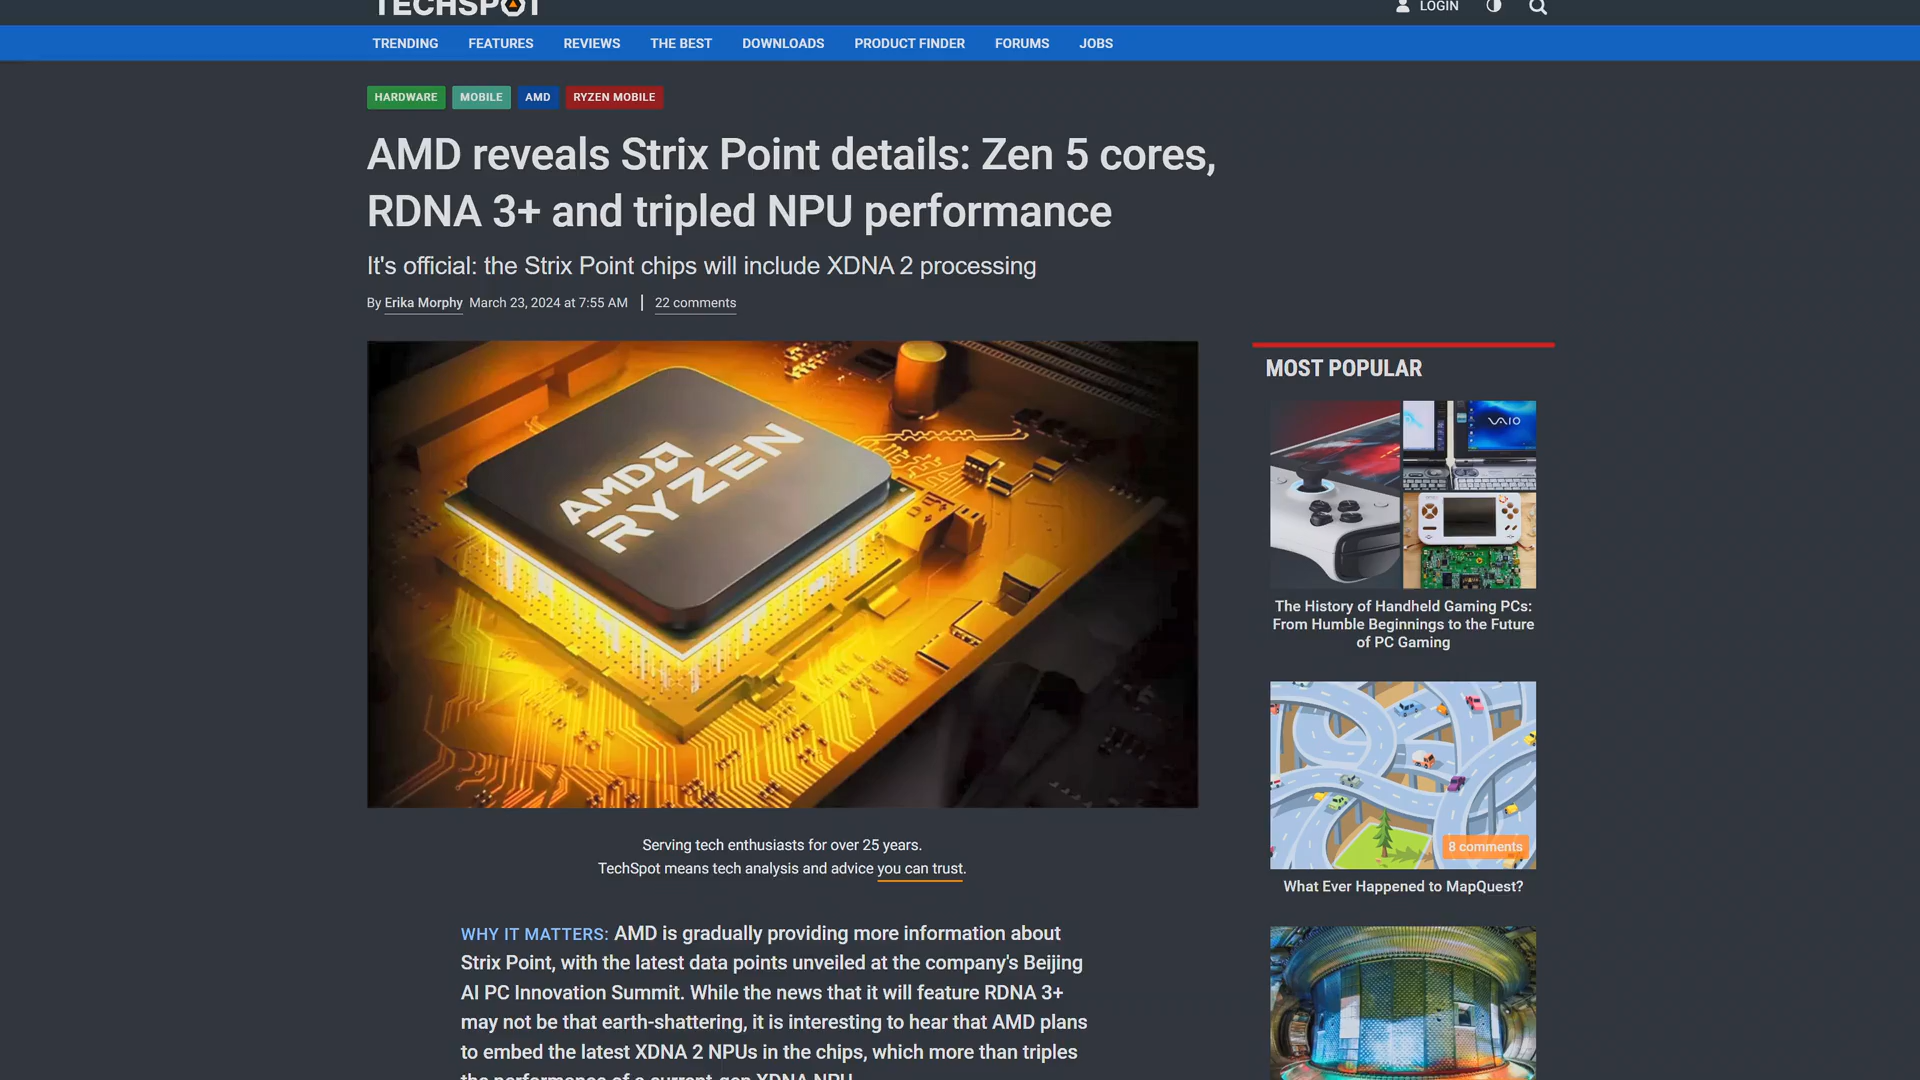 TECHSPOT
LOGIN
TRENDING FEATURES REVIEWS THE BEST DOWNLOADS PRODUCT FINDER FORUMS JOBS
HARDWARE MOBILE AMD RYZEN MOBILE
AMD reveals Strix Point details: Zen 5 cores,
RDNA 3+ and tripled NPU performance
It's official: the Strix Point chips will include XDNA 2 processing
By Erika Morphy March 23, 2024 at 7:55 AM | 22 comments
AMD
RYZEN
Serving tech enthusiasts for over 25 years.
TechSpot means tech analysis and advice you can trust.
WHY IT MATTERS: AMD is gradually providing more information about
Strix Point, with the latest data points unveiled at the company's Beijing
AI PC Innovation Summit. While the news that it will feature RDNA 3+
may not be that earth-shattering, it is interesting to hear that AMD plans
to embed the latest XDNA 2 NPUs in the chips, which more than triples
the performance of a current-gen XDNA NPU.
MOST POPULAR
VAIO
The History of Handheld Gaming PCs:
From Humble Beginnings to the Future
of PC Gaming
8 comments
What Ever Happened to MapQuest?